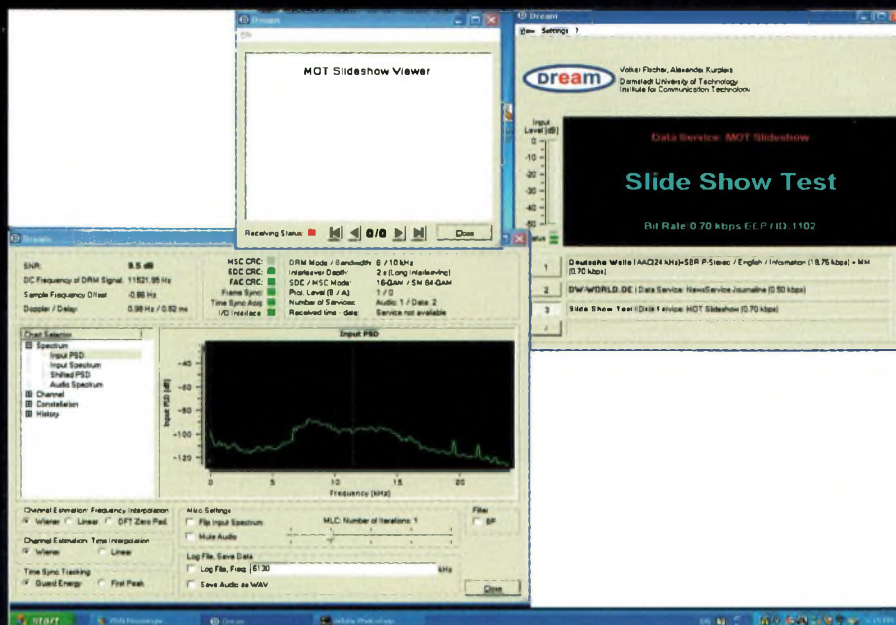 Dream
MOT Slideshow Viewer
Receiving Status:
0/0
Close
Dream
View Settings ?
Dream
Volker Fischer, Alexander Kurpiers
Darmstadt University of Technology
Institute for Communication Technology
Input
Level [dB]
0
-10
-20
-30
-40
-50
Data Service: MOT Slideshow
Slide Show Test
Bit Rate: 0.70 kbps EEP / ID:1102
1
Deutsche Welle | AAC(24 kHz)+SBR P-Stereo / English / Information (18.75 kbps) + MM
(0.70 kbps)
2
DW-WORLD.DE | Data Service: NewsService Journaline (0.50 kbps)
3
Slide Show Test | Data Service: MOT Slideshow (0.70 kbps)
4
Dream
SNR: 9.5 dB
DC Frequency of DRM Signal: 11521.95 Hz
Sample Frequency Offset -0.86 Hz
Doppler / Delay: 0.98 Hz / 0.52 ms
MSC CRC:
SDC CRC:
FAC CRC:
Frame Sync:
Time Sync Acq:
I/O Interface:
DRM Mode / Bandwidth: B / 10 kHz
Interleaver Depth: 2 s (Long Interleaving)
SDC / MSC Mode: 16-QAM / SM 64-QAM
Prot. Level (B / A) 1 / 0
Number of Services: Audio: 1 / Data: 2
Received time - date: Service not available
Chart Selector
Spectrum
Input PSD
Input Spectrum
Shifted PSD
Audio Spectrum
Channel
Constellation
History
Input PSD
Input PSD [dB]
-40
-60
-80
-100
-120
0 5 10 15 20
Frequency [kHz]
Channel Estimation: Frequency Interpolation
Wiener Linear DFT Zero Pad.
Channel Estimation: Time Interpolation
Wiener Linear
Time Sync Tracking
Guard Energy First Peak
Misc Settings
Flip Input Spectrum
Mute Audio
MLC: Number of Iterations: 1
Filter
BP
Log File, Save Data
Log File, Freq: 6130 kHz
Save Audio as WAV
Close
start
Dream